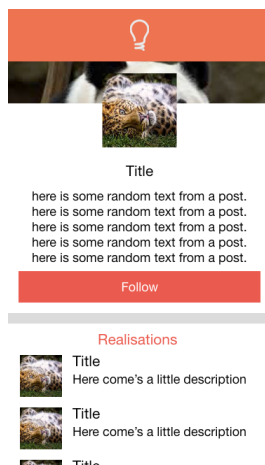 Title
here is some random text from a post.
here is some random text from a post.
here is some random text from a post.
here is some random text from a post.
here is some random text from a post.
Follow
Realisations
Title
Here come's a little description
Title
Here come's a little description
Title